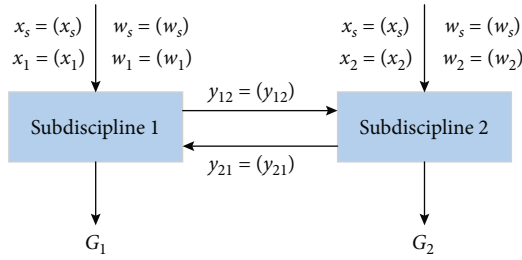 x_s = (x_s) w_s = (w_s)
x_1 = (x_1) w_1 = (w_1)
x_s = (x_s) w_s = (w_s)
x_2 = (x_2) w_2 = (w_2)
y_12 = (y_12)
Subdiscipline 1
Subdiscipline 2
y_21 = (y_21)
G_1
G_2